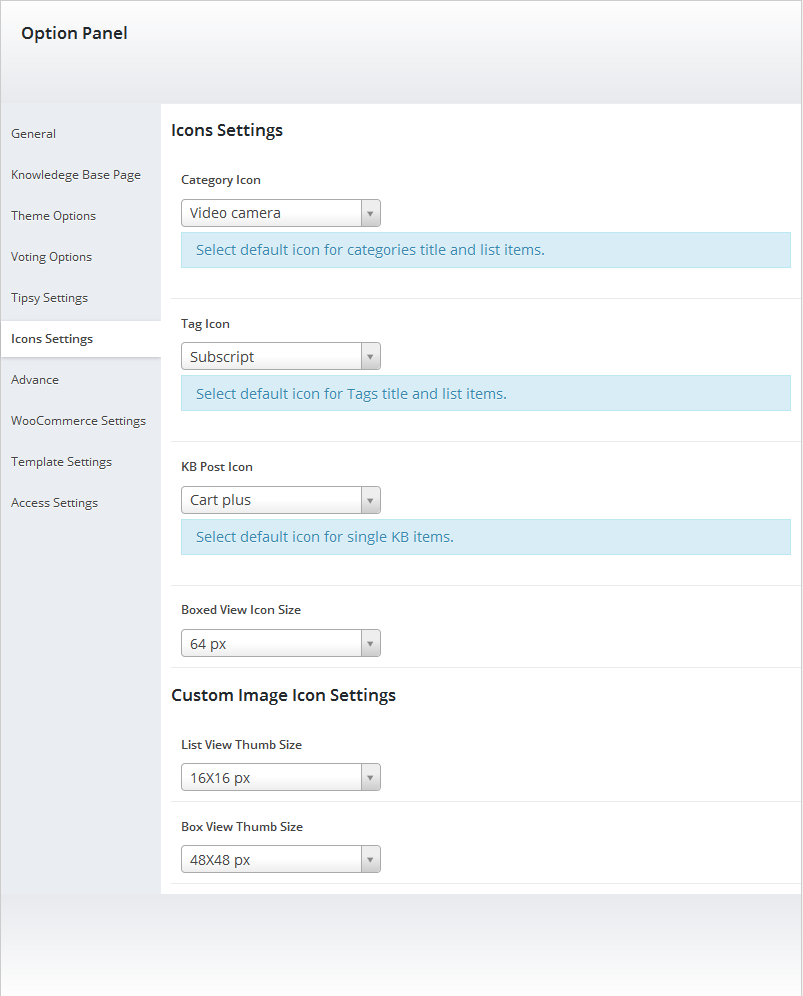 Option Panel
General
Knowledege Base Page
Theme Options
Voting Options
Tipsy Settings
Icons Settings
Advance
WooCommerce Settings
Template Settings
Access Settings
Icons Settings
Category Icon
Video camera
Select default icon for categories title and list items.
Tag Icon
Subscript
Select default icon for Tags title and list items.
KB Post Icon
Cart plus
Select default icon for single KB items.
Boxed View Icon Size
64 px
Custom Image Icon Settings
List View Thumb Size
16X16 px
Box View Thumb Size
48X48 px